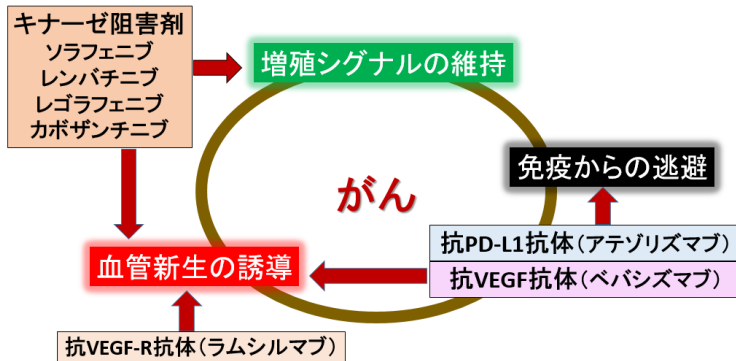 キナーゼ阻害剤
ソラフェニブ
レンバチニブ
レゴラフェニブ
カボザンチニブ
増殖シグナルの維持
免疫からの逃避
がん
抗PD-L1抗体(アテゾリズマブ)
抗VEGF抗体(ベバシズマブ)
血管新生の誘導
抗VEGF-R抗体(ラムシルマブ)